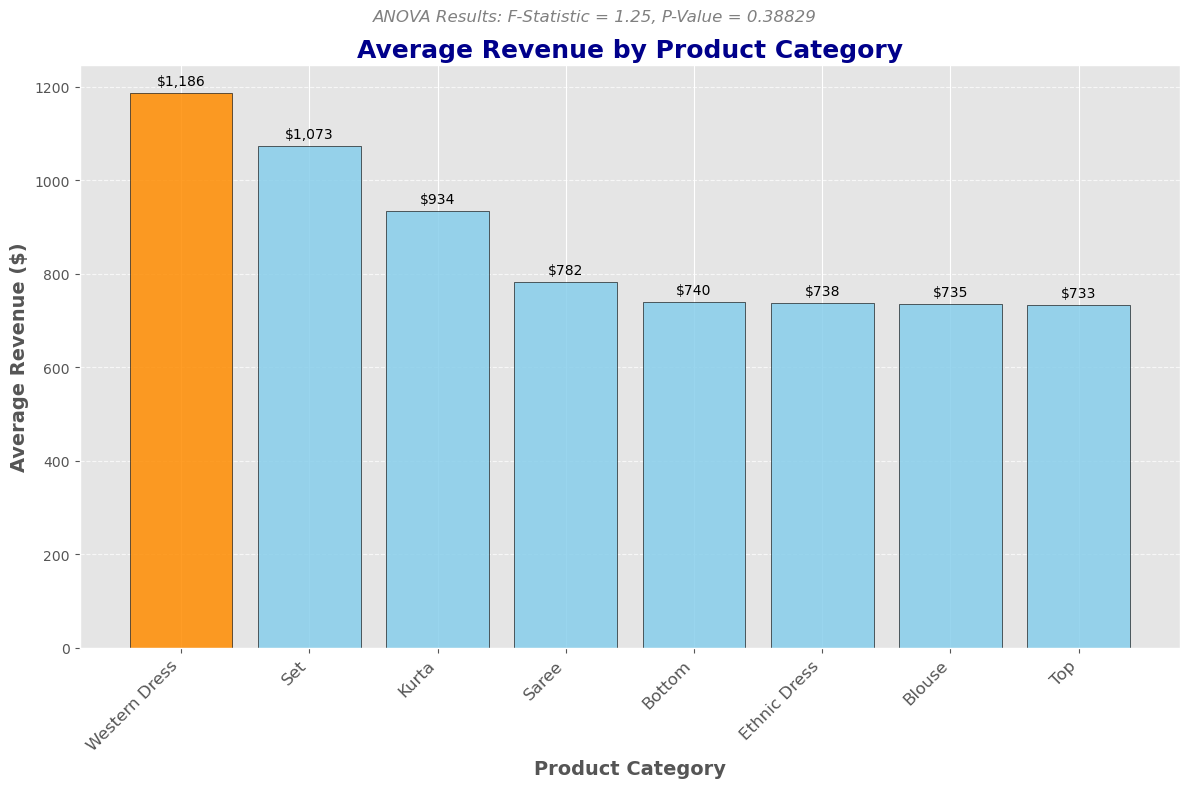 ANOVA Results: F-Statistic = 1.25, P-Value = 0.38829
Average Revenue by Product Category
Average Revenue ($)
1200
1000
800
600
400
200
0
$1,186
$1,073
$934
$782
$740
$738
$735
$733
Western Dress
Set
Kurta
Saree
Bottom
Ethnic Dress
Blouse
Top
Product Category